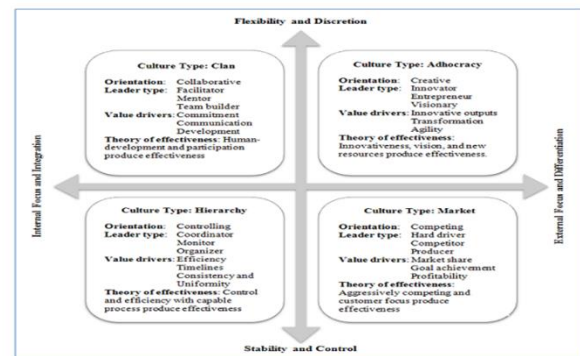 Flexibility and Discretion
Culture Type: Clan
Orientation: Collaborative
Leader type: Facilitator
Mentor
Team builder
Value drivers: Commitment
Communication
Development
Theory of effectiveness: Human-
development and participation
produce effectiveness
Culture Type: Adhocracy
Orientation: Creative
Leader type: Innovator
Entrepreneur
Visionary
Value drivers: Innovative outputs
Transformation
Agility
Theory of effectiveness:
Innovativeness, vision, and new
resources produce effectiveness.
Internal Focus and Integration
External Focus and Differentiation
Culture Type: Hierarchy
Orientation: Controlling
Leader type: Coordinator
Monitor
Organizer
Value drivers: Efficiency
Timelines
Consistency and
Uniformity
Theory of effectiveness: Control
and efficiency with capable
process produce effectiveness
Culture Type: Market
Orientation: Competing
Leader type: Hard driver
Competitor
Producer
Value drivers: Market share
Goal achievement
Profitability
Theory of effectiveness:
Aggressively competing and
customer focus produce
effectiveness
Stability and Control